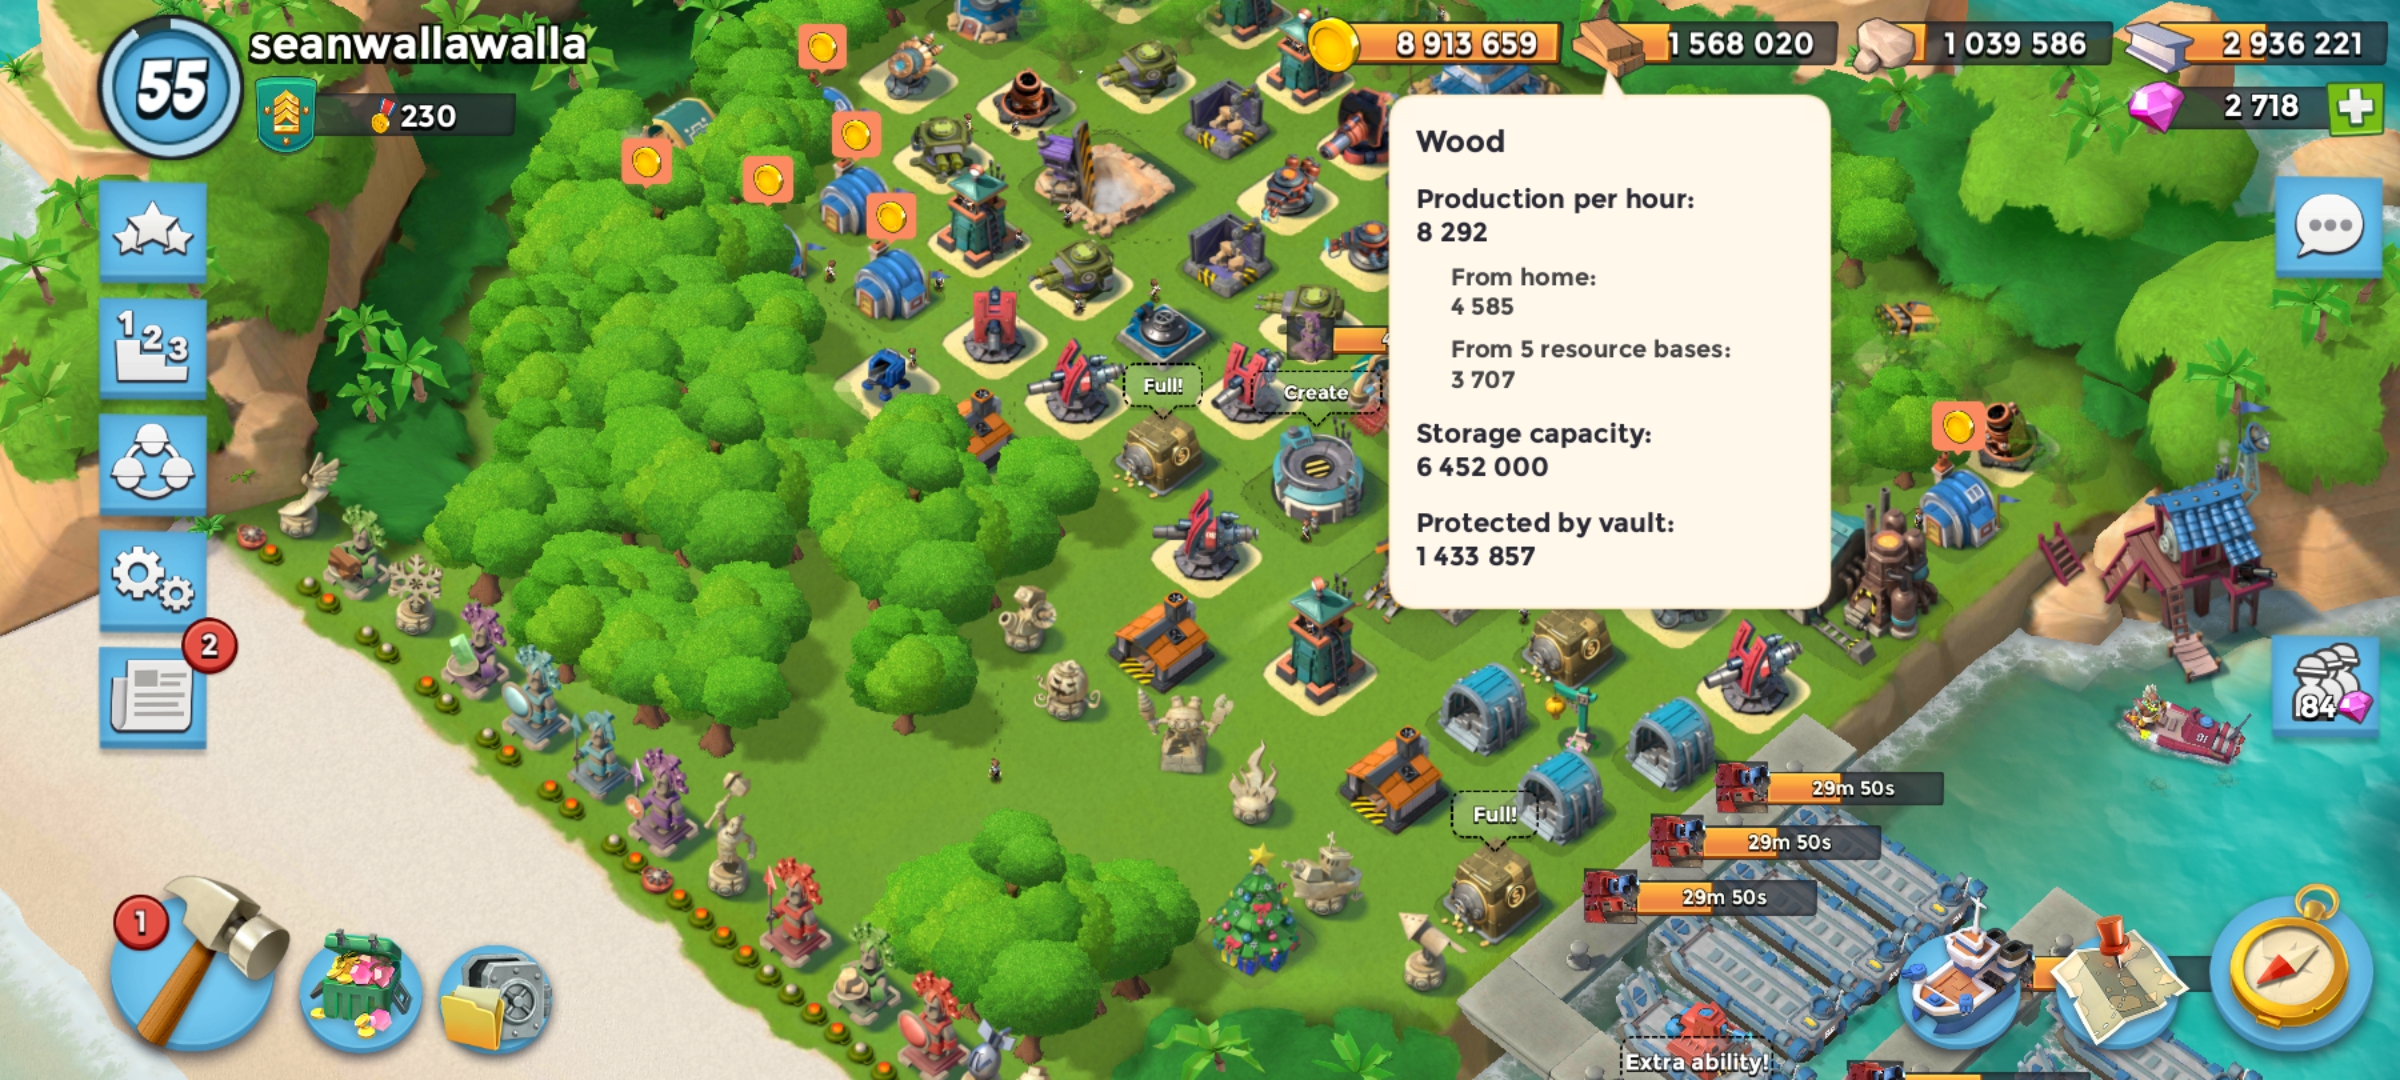 55
seanwallawalla
230
8 913 659
1 568 020
1 039 586
2 936 221
2 718
Wood
Production per hour:
8 292
From home:
4 585
From 5 resource bases:
3 707
Storage capacity:
6 452 000
Protected by vault:
1 433 857
123
2
Full!
Create
84
29m 50s
29m 50s
Full!
29m 50s
1
Extra ability!